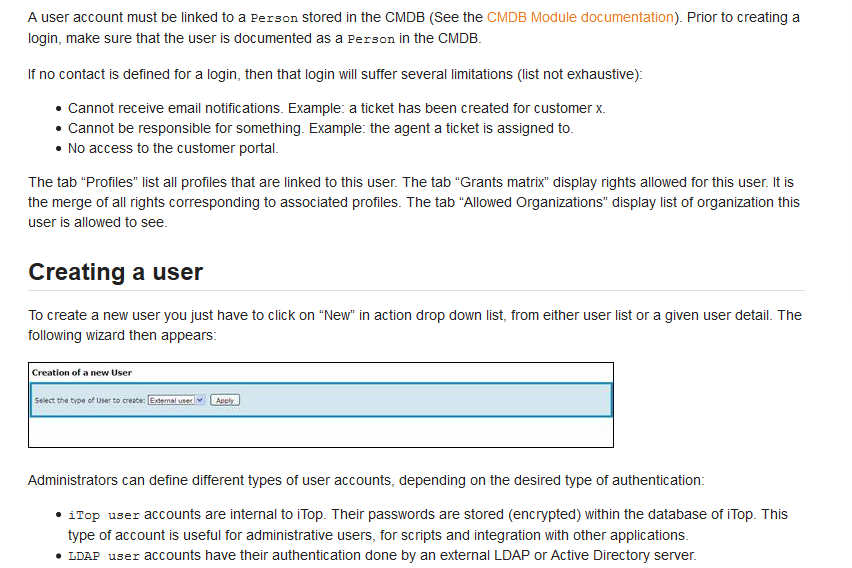 A user account must be linked to a Person stored in the CMDB (See the CMDB Module documentation). Prior to creating a
login, make sure that the user is documented as a Person in the CMDB.
If no contact is defined for a login, then that login will suffer several limitations (list not exhaustive):
• Cannot receive email notifications. Example: a ticket has been created for customer x.
• Cannot be responsible for something. Example: the agent a ticket is assigned to.
• No access to the customer portal.
The tab “Profiles” list all profiles that are linked to this user. The tab “Grants matrix” display rights allowed for this user. It is
the merge of all rights corresponding to associated profiles. The tab “Allowed Organizations” display list of organization this
user is allowed to see.
Creating a user
To create a new user you just have to click on “New” in action drop down list, from either user list or a given user detail. The
following wizard then appears:
Creation of a new User
Select the type of User to create: External user Apply
Administrators can define different types of user accounts, depending on the desired type of authentication:
• iTop user accounts are internal to iTop. Their passwords are stored (encrypted) within the database of iTop. This
type of account is useful for administrative users, for scripts and integration with other applications.
• LDAP user accounts have their authentication done by an external LDAP or Active Directory server.